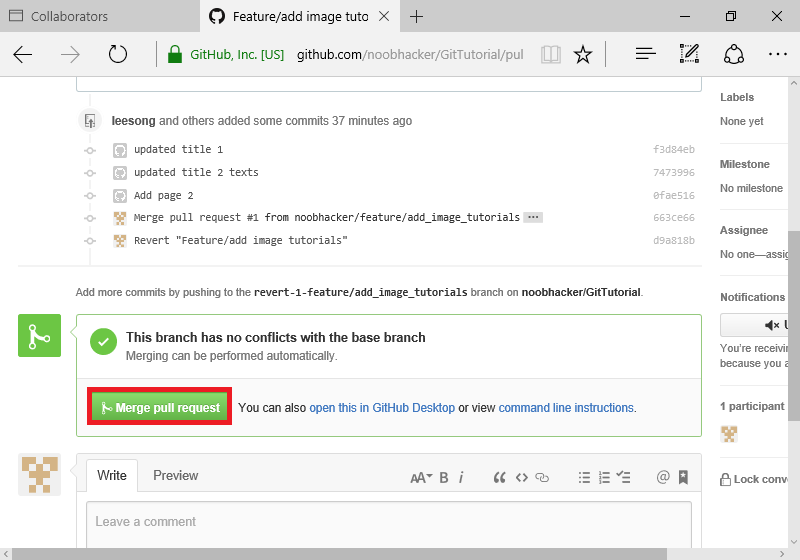 Collaborators
Feature/add image tuto
GitHub, Inc. [US] github.com/noobhacker/GitTutorial/pul
leesong and others added some commits 37 minutes ago
updated title 1 f3d84eb
updated title 2 texts 7473996
Add page 2 0fae516
Merge pull request #1 from noobhacker/feature/add_image_tutorials ... 663ce66
Revert "Feature/add image tutorials" d9a818b
Add more commits by pushing to the revert-1-feature/add_image_tutorials branch on noobhacker/GitTutorial.
This branch has no conflicts with the base branch
Merging can be performed automatically.
Merge pull request You can also open this in GitHub Desktop or view command line instructions.
Write Preview AA B i @
Leave a comment
Labels
None yet
Milestone
No milestone
Assignee
No one—assig
Notifications
U
You're receivin
because you a
1 participant
Lock conv